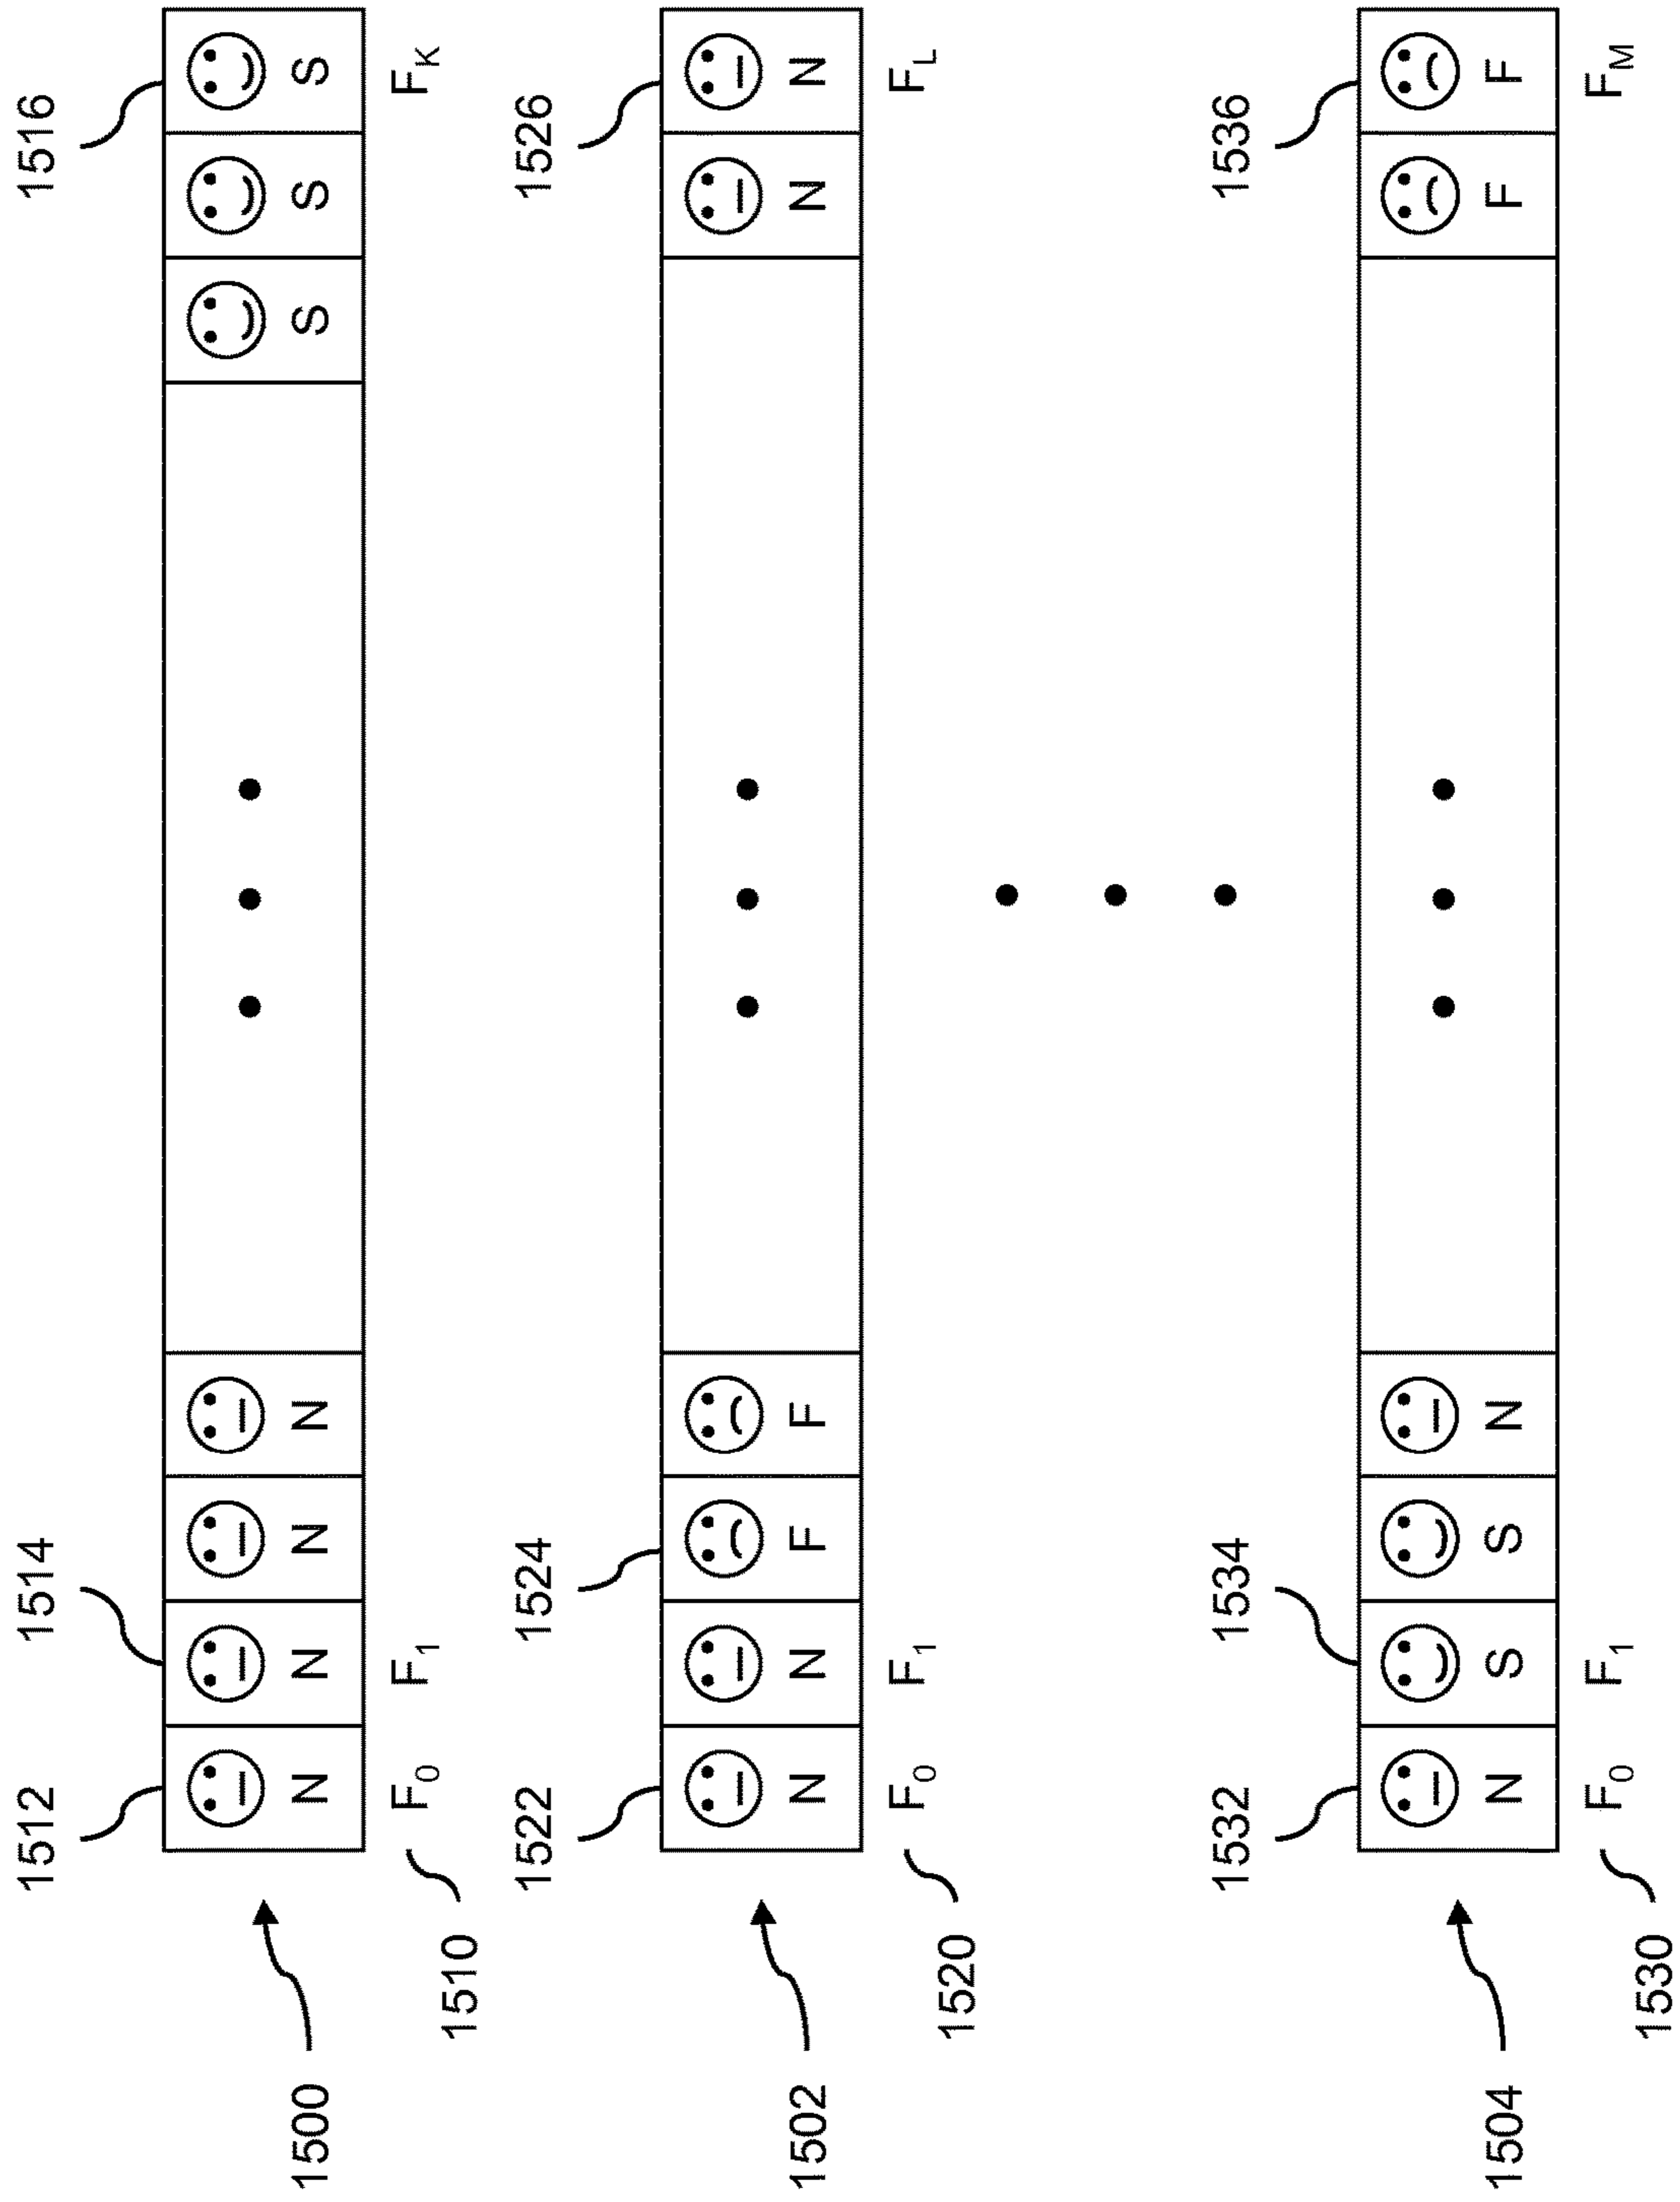 1512 1514 1516
1500
N N N N S S S
1510
F0 F1 FK
1522 1524 1526
1502
N N F F N N
1520
F0 F1 FL
1532 1534 1536
1504
N S S N F F
1530
F0 F1 FM